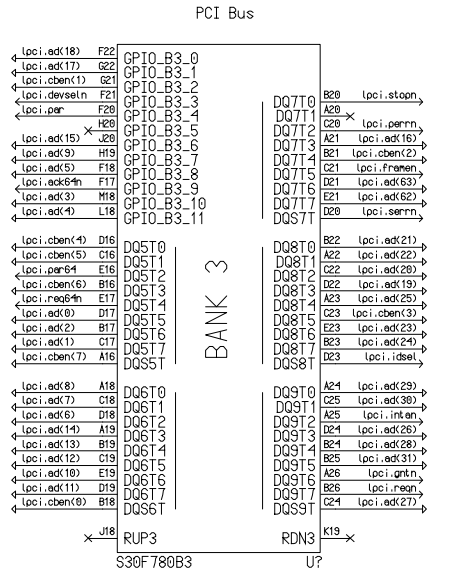 PCI Bus
lpci.ad(18) F22 GPIO_B3_0
lpci.ad(17) G22 GPIO_B3_1
lpci.cben(1) G21 GPIO_B3_2
lpci.devseln F21 GPIO_B3_3 DQ7T0 B20 lpci.stopn
lpci.par F20 GPIO_B3_4 DQ7T1 A20
H20 GPIO_B3_5 DQ7T2 C20 lpci.perrn
lpci.ad(15) J20 GPIO_B3_6 DQ7T3 A21 lpci.ad(16)
lpci.ad(9) H19 GPIO_B3_7 DQ7T4 B21 lpci.cben(2)
lpci.ad(5) F18 GPIO_B3_8 DQ7T5 C21 lpci.framen
lpci.ack64n F17 GPIO_B3_9 DQ7T6 D21 lpci.ad(63)
lpci.ad(3) M18 GPIO_B3_10 DQ7T7 E21 lpci.ad(62)
lpci.ad(4) L18 GPIO_B3_11 DQS7T D20 lpci.serrn
lpci.cben(4) D16 DQ5T0 DQ8T0 B22 lpci.ad(21)
lpci.cben(5) C16 DQ5T1 DQ8T1 A22 lpci.ad(22)
lpci.par64 E16 DQ5T2 DQ8T2 C22 lpci.ad(20)
lpci.cben(6) B16 DQ5T3 DQ8T3 D22 lpci.ad(19)
lpci.req64n E17 DQ5T4 DQ8T4 A23 lpci.ad(25)
lpci.ad(0) D17 DQ5T5 DQ8T5 C23 lpci.cben(3)
lpci.ad(2) B17 DQ5T6 DQ8T6 E23 lpci.ad(23)
lpci.ad(1) C17 DQ5T7 DQ8T7 B23 lpci.ad(24)
lpci.cben(7) A16 DQS5T DQS8T D23 lpci.idsel
BANK 3
lpci.ad(8) A18 DQ6T0 DQ9T0 A24 lpci.ad(29)
lpci.ad(7) C18 DQ6T1 DQ9T1 C25 lpci.ad(30)
lpci.ad(6) D18 DQ6T2 DQ9T2 A25 lpci.intan
lpci.ad(14) A19 DQ6T3 DQ9T3 D24 lpci.ad(26)
lpci.ad(13) B19 DQ6T4 DQ9T4 B24 lpci.ad(28)
lpci.ad(12) C19 DQ6T5 DQ9T5 B25 lpci.ad(31)
lpci.ad(10) E19 DQ6T6 DQ9T6 A26 lpci.gntn
lpci.ad(11) D19 DQ6T7 DQ9T7 B26 lpci.reqn
lpci.cben(0) B18 DQS6T DQS9T C24 lpci.ad(27)
J18 RUP3 RDN3 K19
S30F780B3 U?